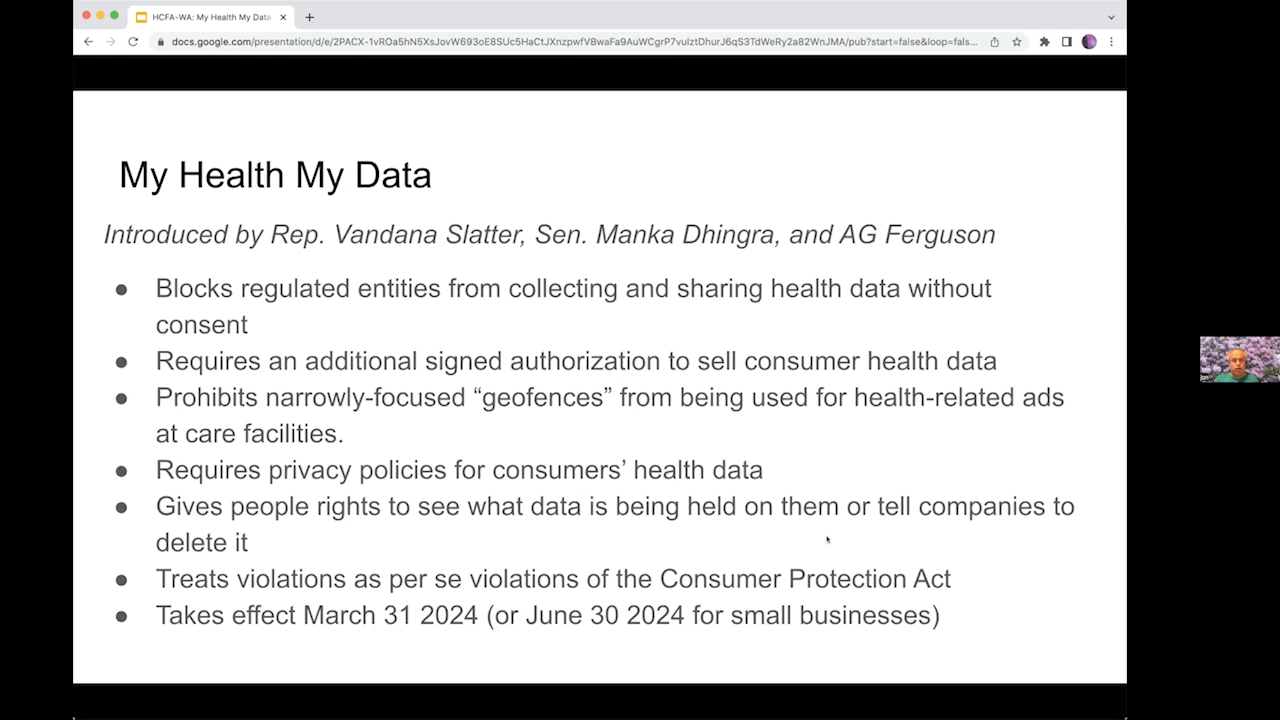 HCFA-WA: My Health My Data
docs.google.com/presentation/d/e/2PACX-1vROa5hN5XsJovW693oE8SUc5HaCtJXnzpwfVBwaFa9AuWCgrP7vuIztDhurJ6qS3TdWeRy2a82WnJMA/pub?start=false&loop=fals...
My Health My Data
Introduced by Rep. Vandana Slatter, Sen. Manka Dhingra, and AG Ferguson
● Blocks regulated entities from collecting and sharing health data without
consent
● Requires an additional signed authorization to sell consumer health data
● Prohibits narrowly-focused “geofences” from being used for health-related ads
at care facilities.
● Requires privacy policies for consumers’ health data
● Gives people rights to see what data is being held on them or tell companies to
delete it
● Treats violations as per se violations of the Consumer Protection Act
● Takes effect March 31 2024 (or June 30 2024 for small businesses)
jon